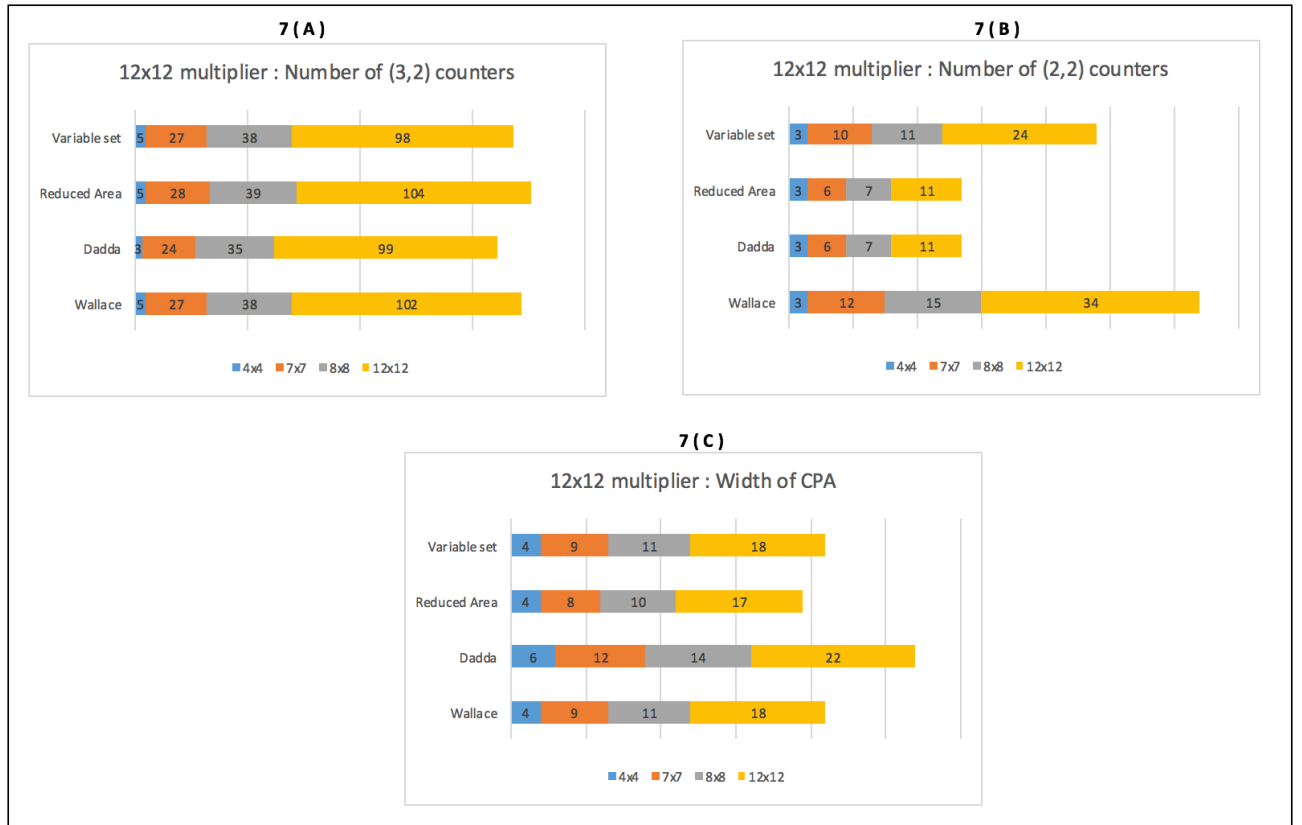 7 ( A )
12x12 multiplier : Number of (3,2) counters
Variable set 5 27 38 98
Reduced Area 5 28 39 104
Dadda 3 24 35 99
Wallace 5 27 38 102
4x4 7x7 8x8 12x12
7 ( B )
12x12 multiplier : Number of (2,2) counters
Variable set 3 10 11 24
Reduced Area 3 6 7 11
Dadda 3 6 7 11
Wallace 3 12 15 34
4x4 7x7 8x8 12x12
7 ( C )
12x12 multiplier : Width of CPA
Variable set 4 9 11 18
Reduced Area 4 8 10 17
Dadda 6 12 14 22
Wallace 4 9 11 18
4x4 7x7 8x8 12x12